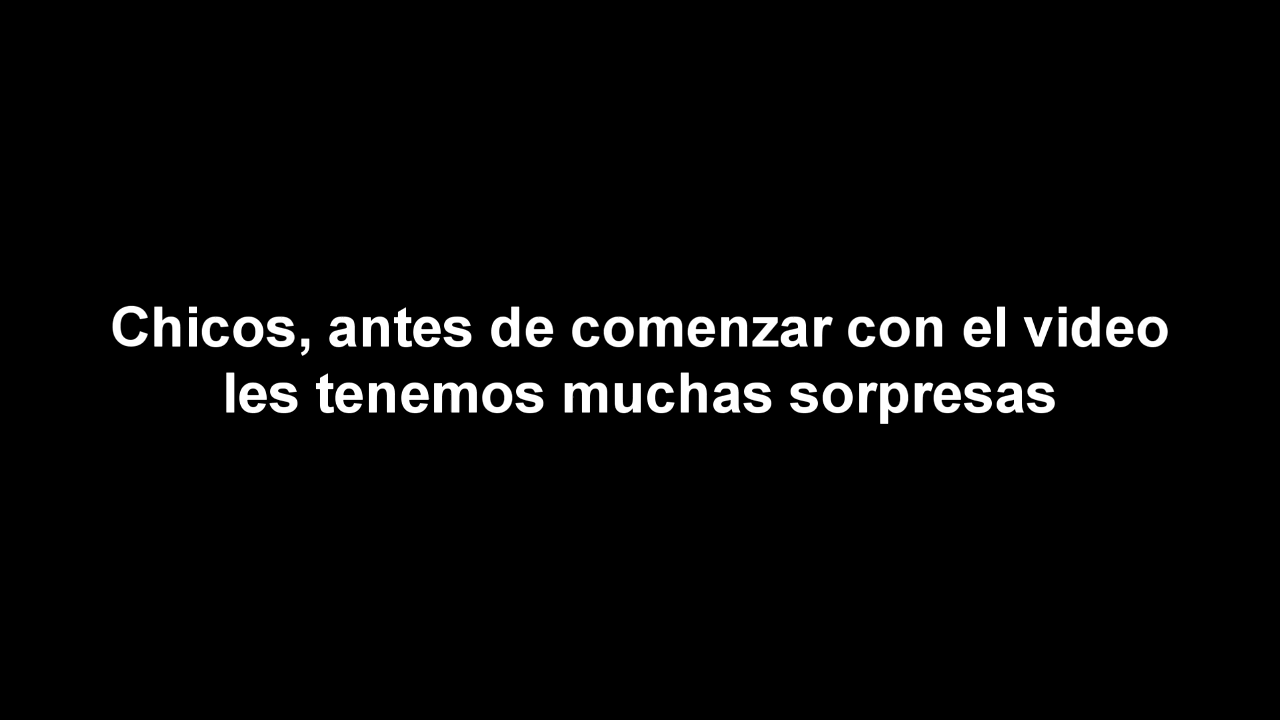 Chicos, antes de comenzar con el video
les tenemos muchas sorpresas